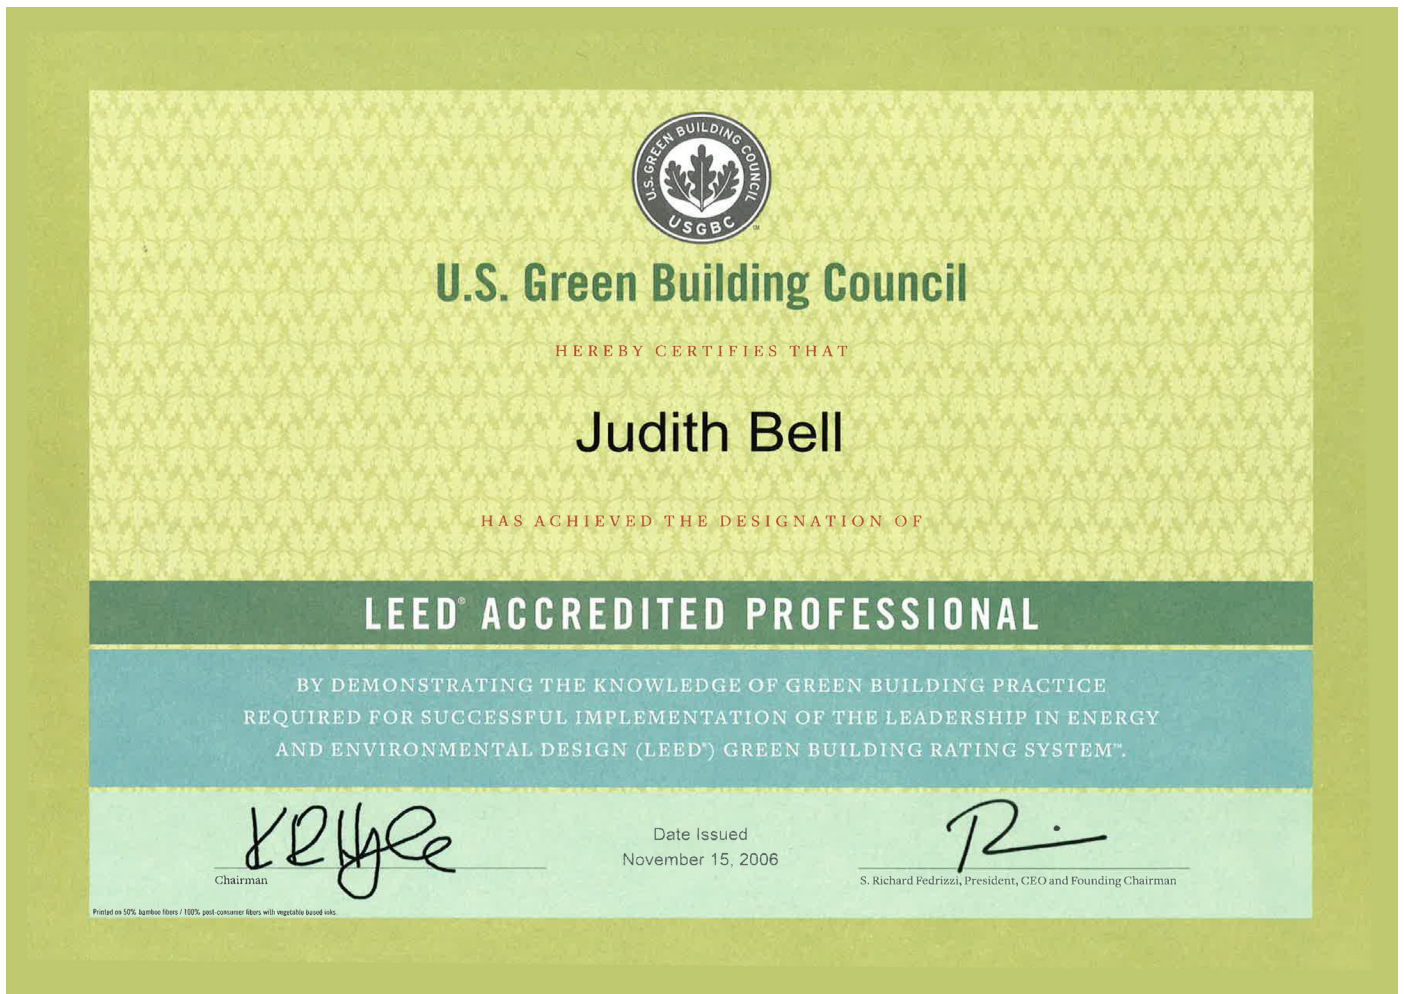 U.S. GREEN BUILDING COUNCIL
USGBC
U.S. Green Building Council
HEREBY CERTIFIES THAT
Judith Bell
HAS ACHIEVED THE DESIGNATION OF
LEED® ACCREDITED PROFESSIONAL
BY DEMONSTRATING THE KNOWLEDGE OF GREEN BUILDING PRACTICE
REQUIRED FOR SUCCESSFUL IMPLEMENTATION OF THE LEADERSHIP IN ENERGY
AND ENVIRONMENTAL DESIGN (LEED®) GREEN BUILDING RATING SYSTEM™.
Date Issued
November 15, 2006
Chairman
S. Richard Fedrizzi, President, CEO and Founding Chairman
Printed on 50% bamboo fibers / 100% post-consumer fibers with vegetable based inks.